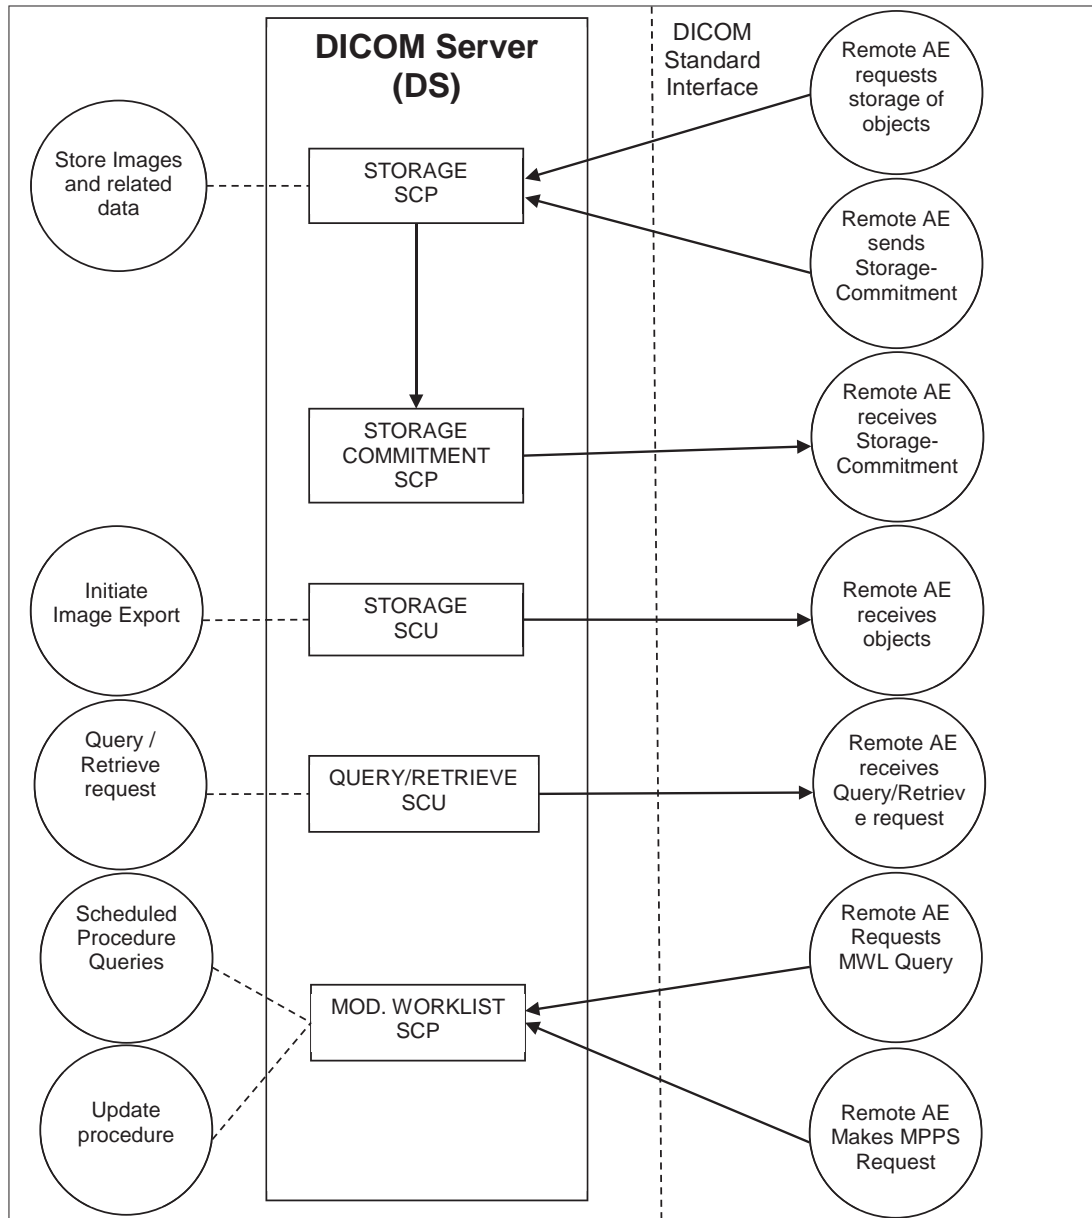 DICOM Server
(DS)
DICOM
Standard
Interface
Remote AE
requests
storage of
objects
Store Images
and related
data
STORAGE
SCP
Remote AE
sends
Storage-
Commitment
STORAGE
COMMITMENT
SCP
Remote AE
receives
Storage-
Commitment
Initiate
Image Export
STORAGE
SCU
Remote AE
receives
objects
Query /
Retrieve
request
QUERY/RETRIEVE
SCU
Remote AE
receives
Query/Retriev
e request
Scheduled
Procedure
Queries
MOD. WORKLIST
SCP
Remote AE
Requests
MWL Query
Update
procedure
Remote AE
Makes MPPS
Request